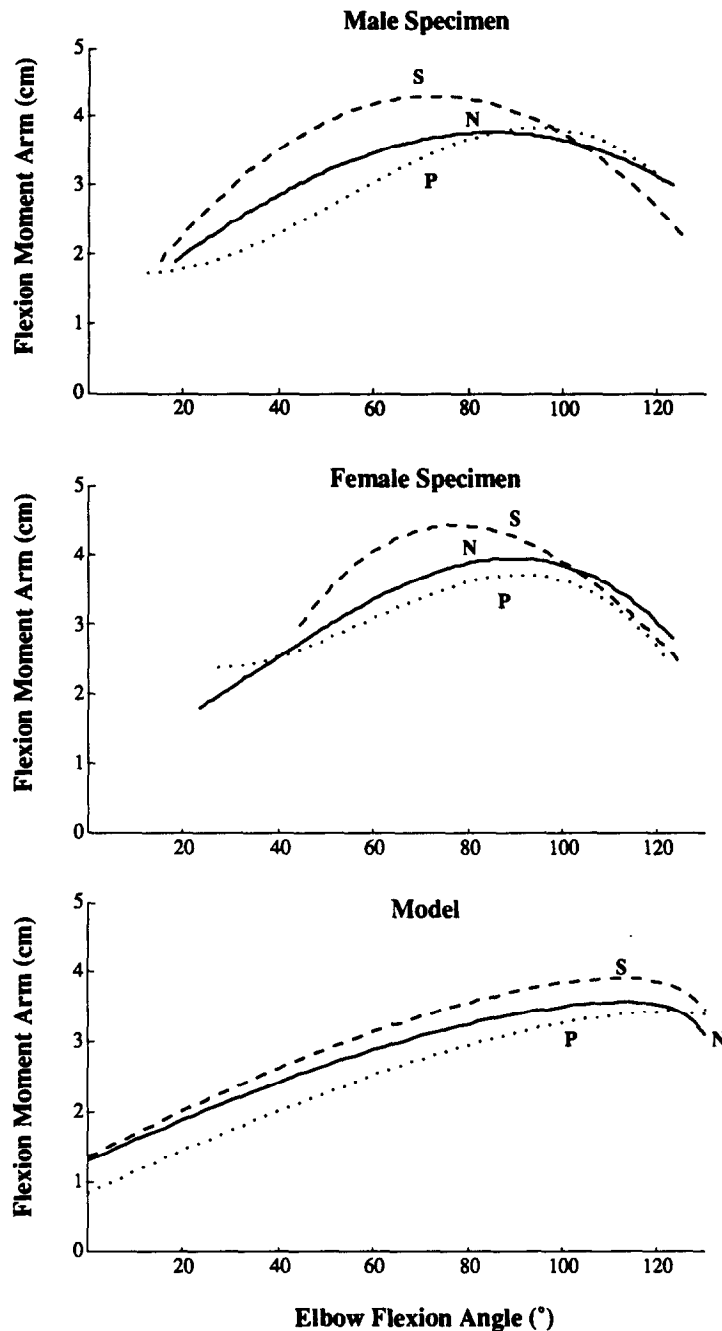 Male Specimen
Flexion Moment Arm (cm)
5
4
3
2
1
0
S
N
P
20 40 60 80 100 120
Female Specimen
Flexion Moment Arm (cm)
5
4
3
2
1
0
S
N
P
20 40 60 80 100 120
Model
Flexion Moment Arm (cm)
5
4
3
2
1
0
S
P
N
20 40 60 80 100 120
Elbow Flexion Angle (°)